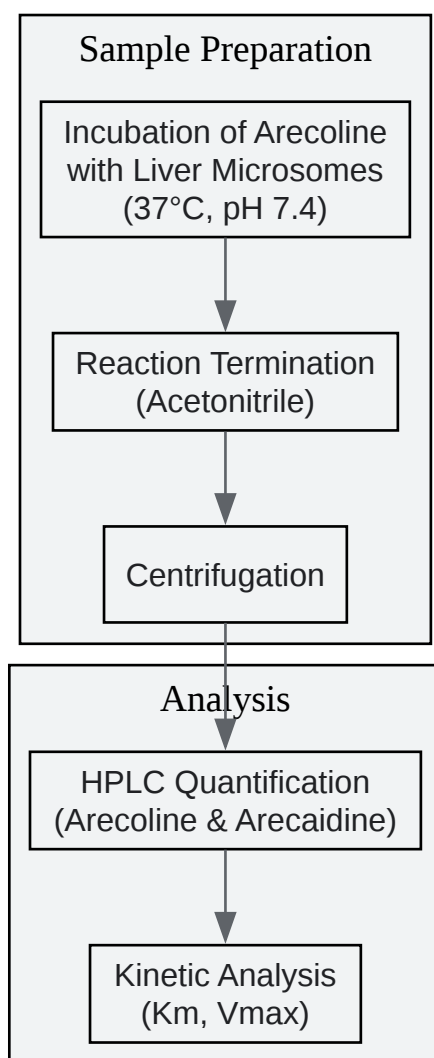 Sample Preparation
Incubation of Arecoline
with Liver Microsomes
(37°C, pH 7.4)
Reaction Termination
(Acetonitrile)
Centrifugation
Analysis
HPLC Quantification
(Arecoline & Arecaidine)
Kinetic Analysis
(Km, Vmax)